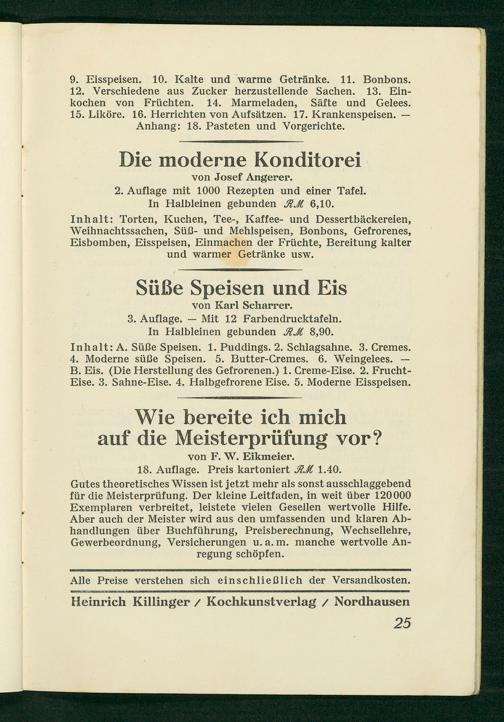 9. Eisspeisen. 10. Kalte und warme Getränke. 11. Bonbons.
12. Verschiedene aus Zucker herzustellende Sachen. 13. Ein-
kochen von Früchten. 14. Marmeladen, Säfte und Gelees.
15. Liköre. 16. Herrichten von Aufsätzen. 17. Krankenspeisen. —
Anhang: 18. Pasteten und Vorgerichte.
Die moderne Konditorei
von Josef Angerer.
2. Auflage mit 1000 Rezepten und einer Tafel.
In Halbleinen gebunden ℛℳ 6,10.
Inhalt: Torten, Kuchen, Tee-, Kaffee- und Dessertbäckereien,
Weihnachtssachen, Süß- und Mehlspeisen, Bonbons, Gefrorenes,
Eisbomben, Eisspeisen, Einmachen der Früchte, Bereitung kalter
und warmer Getränke usw.
Süße Speisen und Eis
von Karl Scharrer.
3. Auflage. — Mit 12 Farbendrucktafeln.
In Halbleinen gebunden ℛℳ 8,90.
Inhalt: A. Süße Speisen. 1. Puddings. 2. Schlagsahne. 3. Cremes.
4. Moderne süße Speisen. 5. Butter-Cremes. 6. Weingelees. —
B. Eis. (Die Herstellung des Gefrorenen.) 1. Creme-Eise. 2. Frucht-
Eise. 3. Sahne-Eise. 4. Halbgefrorene Eise. 5. Moderne Eisspeisen.
Wie bereite ich mich
auf die Meisterprüfung vor?
von F. W. Eikmeier.
18. Auflage. Preis kartoniert ℛℳ 1.40.
Gutes theoretisches Wissen ist jetzt mehr als sonst ausschlaggebend
für die Meisterprüfung. Der kleine Leitfaden, in weit über 120000
Exemplaren verbreitet, leistete vielen Gesellen wertvolle Hilfe.
Aber auch der Meister wird aus den umfassenden und klaren Ab-
handlungen über Buchführung, Preisberechnung, Wechsellehre,
Gewerbeordnung, Versicherungen u. a. m. manche wertvolle An-
regung schöpfen.
Alle Preise verstehen sich einschließlich der Versandkosten.
Heinrich Killinger / Kochkunstverlag / Nordhausen
25